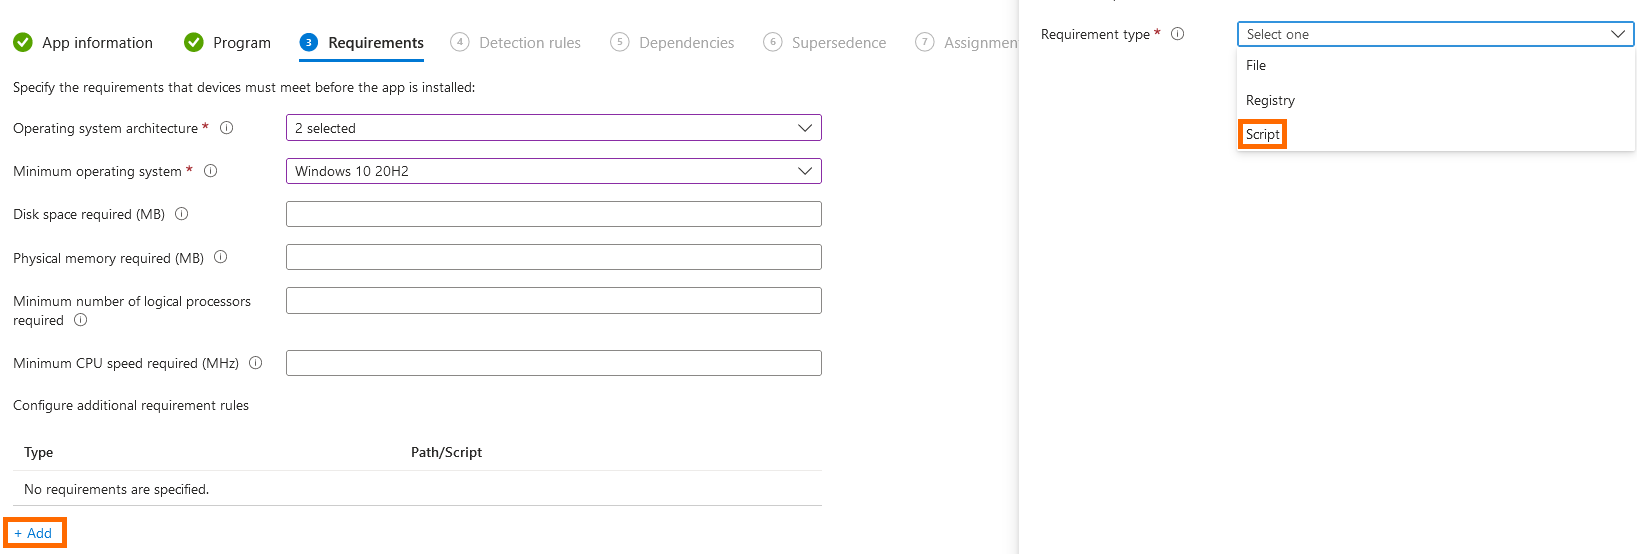 App information
Program
3 Requirements
4 Detection rules
5 Dependencies
6 Supersedence
7 Assignmen
Specify the requirements that devices must meet before the app is installed:
Operating system architecture *
2 selected
Minimum operating system *
Windows 10 20H2
Disk space required (MB)
Physical memory required (MB)
Minimum number of logical processors
required
Minimum CPU speed required (MHz)
Configure additional requirement rules
Type Path/Script
No requirements are specified.
+ Add
Requirement type *
Select one
File
Registry
Script